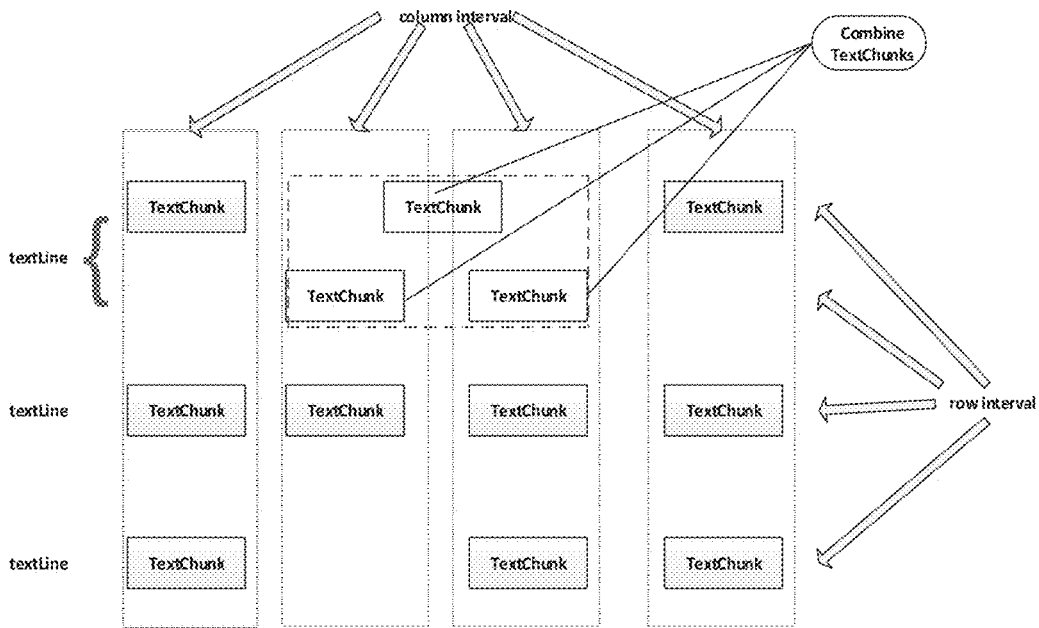 column interval
Combine
TextChunks
TextChunk TextChunk TextChunk
textLine
TextChunk TextChunk
textLine TextChunk TextChunk TextChunk TextChunk row interval
textLine TextChunk TextChunk TextChunk